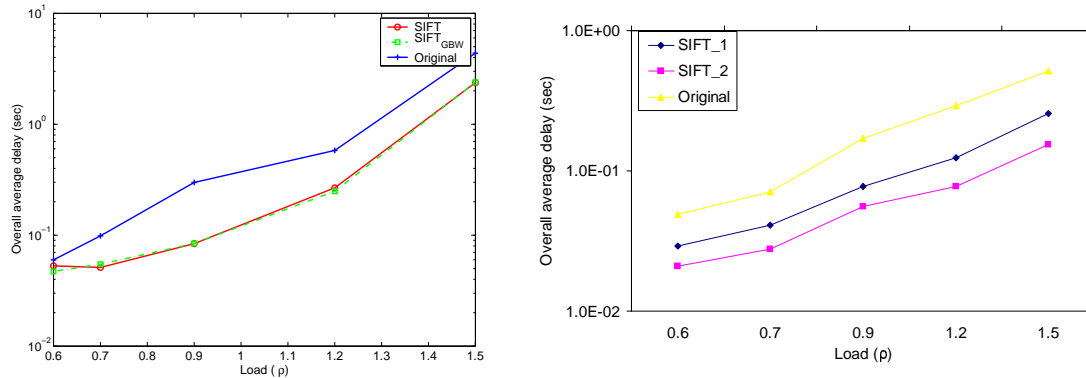 10^1
10^0
10^-1
10^-2
Overall average delay (sec)
SIFT
SIFT_GBW
Original
0.6 0.7 0.8 0.9 1 1.1 1.2 1.3 1.4 1.5
Load ( ρ)
1.0E+00
1.0E-01
1.0E-02
Overall average delay (sec)
SIFT_1
SIFT_2
Original
0.6 0.7 0.9 1.2 1.5
Load (ρ)